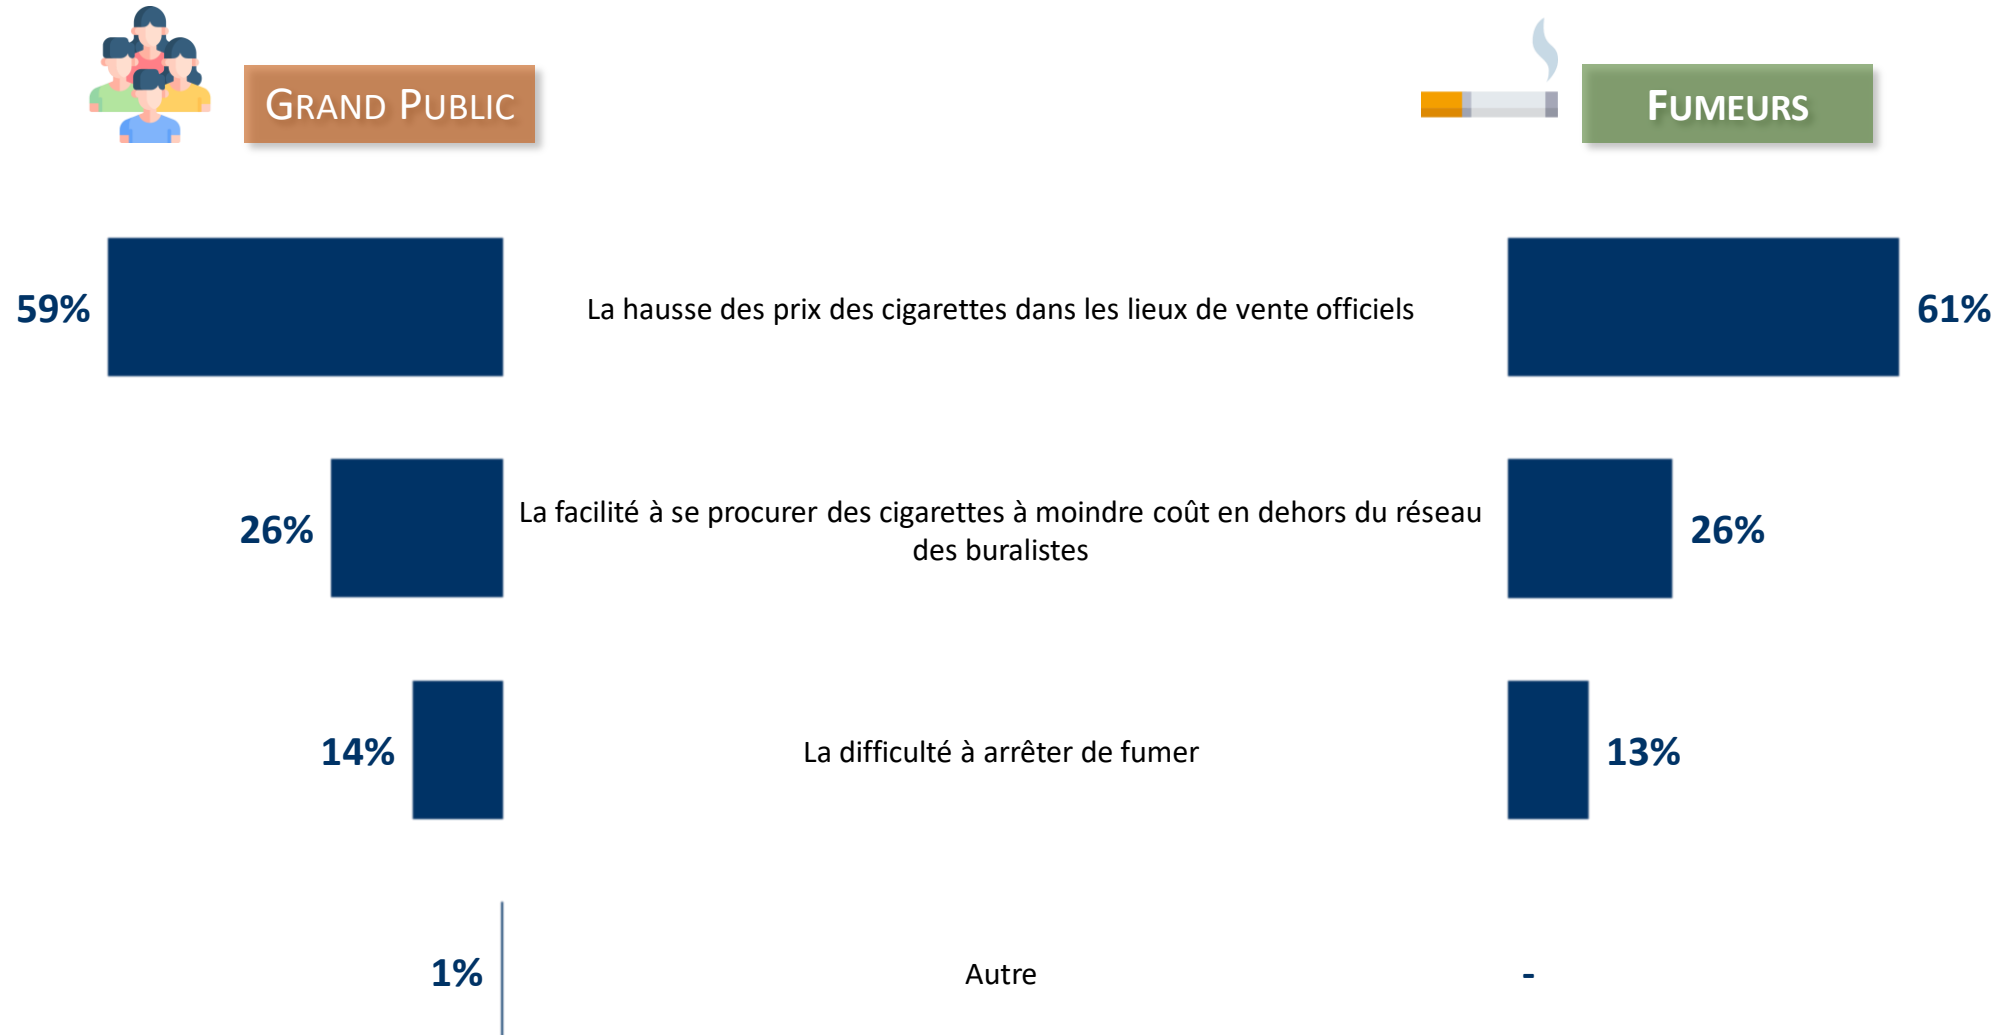 GRAND PUBLIC
FUMEURS
59%
La hausse des prix des cigarettes dans les lieux de vente officiels
61%
26%
La facilité à se procurer des cigarettes à moindre coût en dehors du réseau
des buralistes
26%
14%
La difficulté à arrêter de fumer
13%
1%
Autre
-